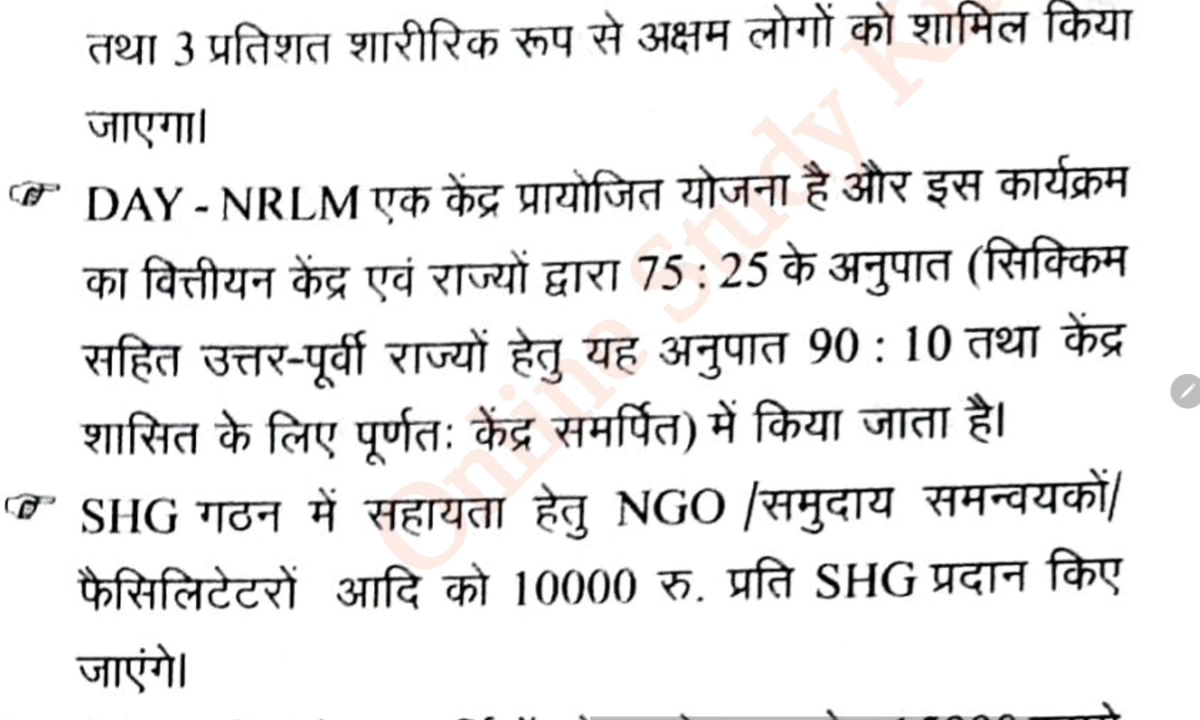 तथा 3 प्रतिशत शारीरिक रूप से अक्षम लोगों को शामिल किया
जाएगा।
DAY - NRLM एक केंद्र प्रायोजित योजना है और इस कार्यक्रम
का वित्तीयन केंद्र एवं राज्यों द्वारा 75 : 25 के अनुपात (सिक्किम
सहित उत्तर-पूर्वी राज्यों हेतु यह अनुपात 90 : 10 तथा केंद्र
शासित के लिए पूर्णतः केंद्र समर्पित) में किया जाता है।
SHG गठन में सहायता हेतु NGO /समुदाय समन्वयकों/
फैसिलिटेटरों आदि को 10000 रु. प्रति SHG प्रदान किए
जाएंगे।
Online Study